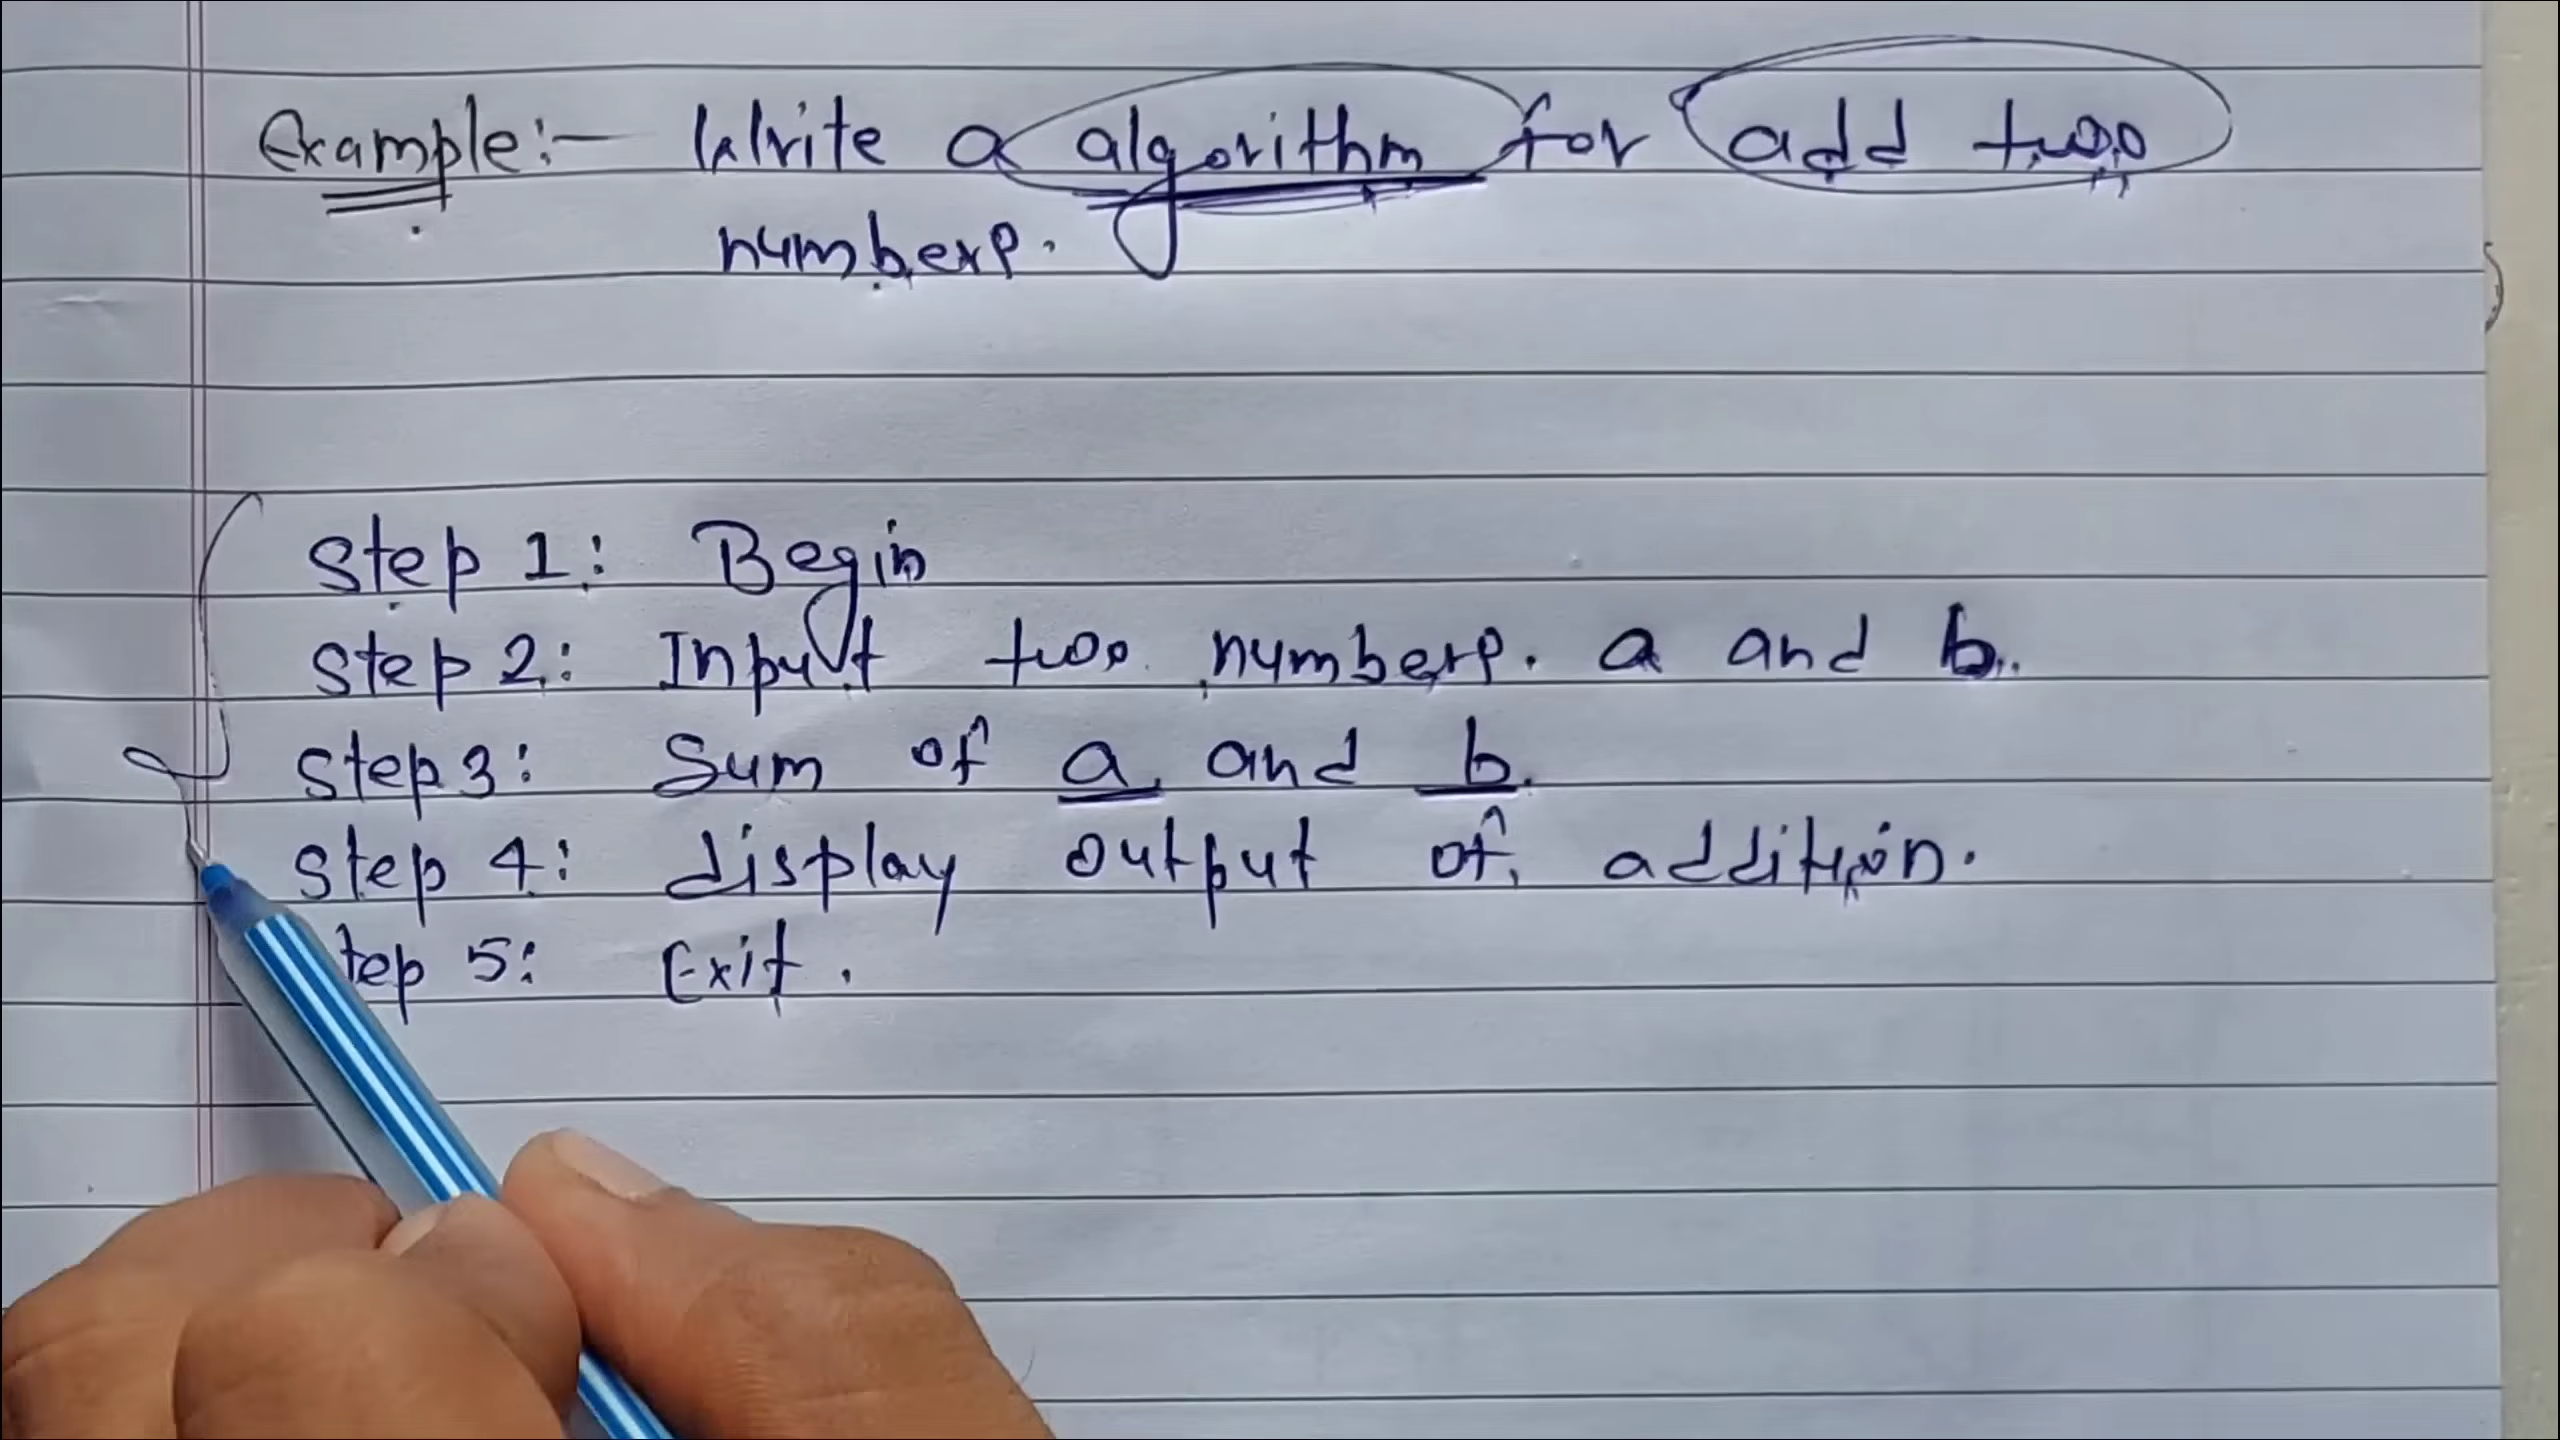 Example:- Write a algorithm for add two
numbers.
Step 1: Begin
Step 2: Input two numbers. a and b.
Step 3: Sum of a and b.
Step 4: display output of addition.
tep 5: Exit.